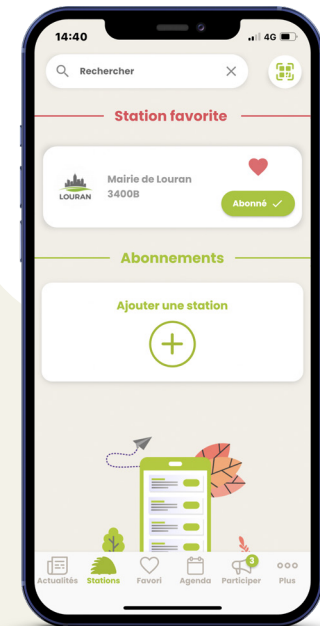 14:40
4G
Rechercher
Station favorite
Mairie de Louran
3400B
LOURAN
Abonné
Abonnements
Ajouter une station
3
Actualités Stations Favori Agenda Participer Plus